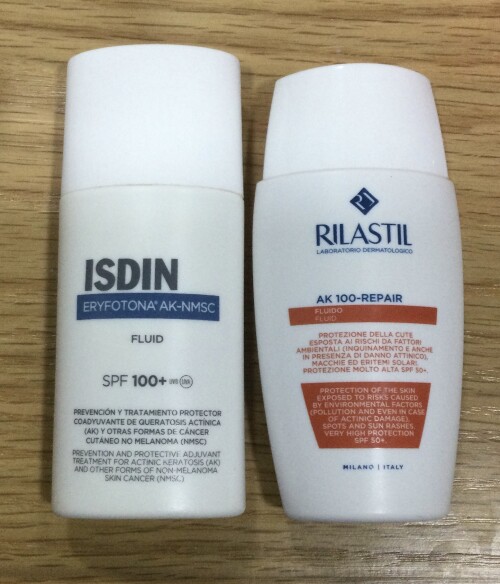 ISDIN
ERYFOTONA® AK-NMSC
FLUID
SPF 100+ UVB UVA
PREVENCIÓN Y TRATAMIENTO PROTECTOR
COADYUVANTE DE QUERATOSIS ACTÍNICA
(AK) Y OTRAS FORMAS DE CÁNCER
CUTÁNEO NO MELANOMA (NMSC)
PREVENTION AND PROTECTIVE ADJUVANT
TREATMENT FOR ACTINIC KERATOSIS (AK)
AND OTHER FORMS OF NON-MELANOMA
SKIN CANCER (NMSC)
RILASTIL
LABORATORIO DERMATOLOGICO
AK 100-REPAIR
FLUIDO
FLUID
PROTEZIONE DELLA CUTE
ESPOSTA AI RISCHI DA FATTORI
AMBIENTALI (INQUINAMENTO E ANCHE
IN PRESENZA DI DANNO ATTINICO),
MACCHIE ED ERITEMI SOLARI.
PROTEZIONE MOLTO ALTA SPF 50+.
PROTECTION OF THE SKIN
EXPOSED TO RISKS CAUSED
BY ENVIRONMENTAL FACTORS
(POLLUTION AND EVEN IN CASE
OF ACTINIC DAMAGE),
SPOTS AND SUN RASHES.
VERY HIGH PROTECTION
SPF 50+.
MILANO | ITALY